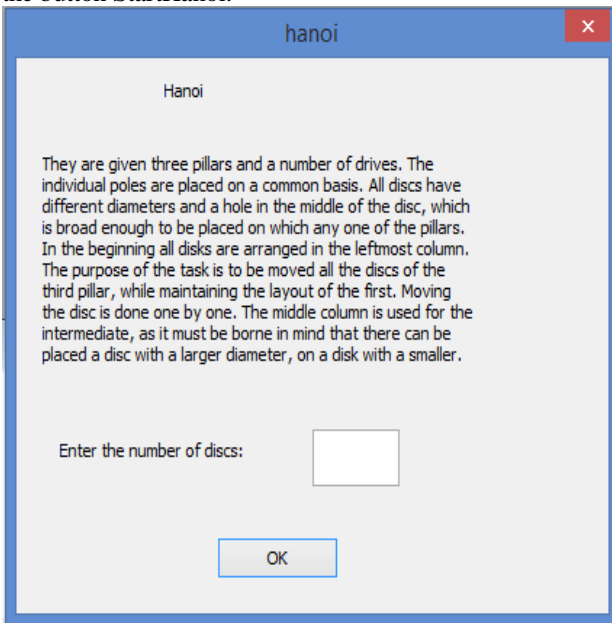 the button StartHanoi.
hanoi
x
Hanoi
They are given three pillars and a number of drives. The
individual poles are placed on a common basis. All discs have
different diameters and a hole in the middle of the disc, which
is broad enough to be placed on which any one of the pillars.
In the beginning all disks are arranged in the leftmost column.
The purpose of the task is to be moved all the discs of the
third pillar, while maintaining the layout of the first. Moving
the disc is done one by one. The middle column is used for the
intermediate, as it must be borne in mind that there can be
placed a disc with a larger diameter, on a disk with a smaller.
Enter the number of discs:
OK